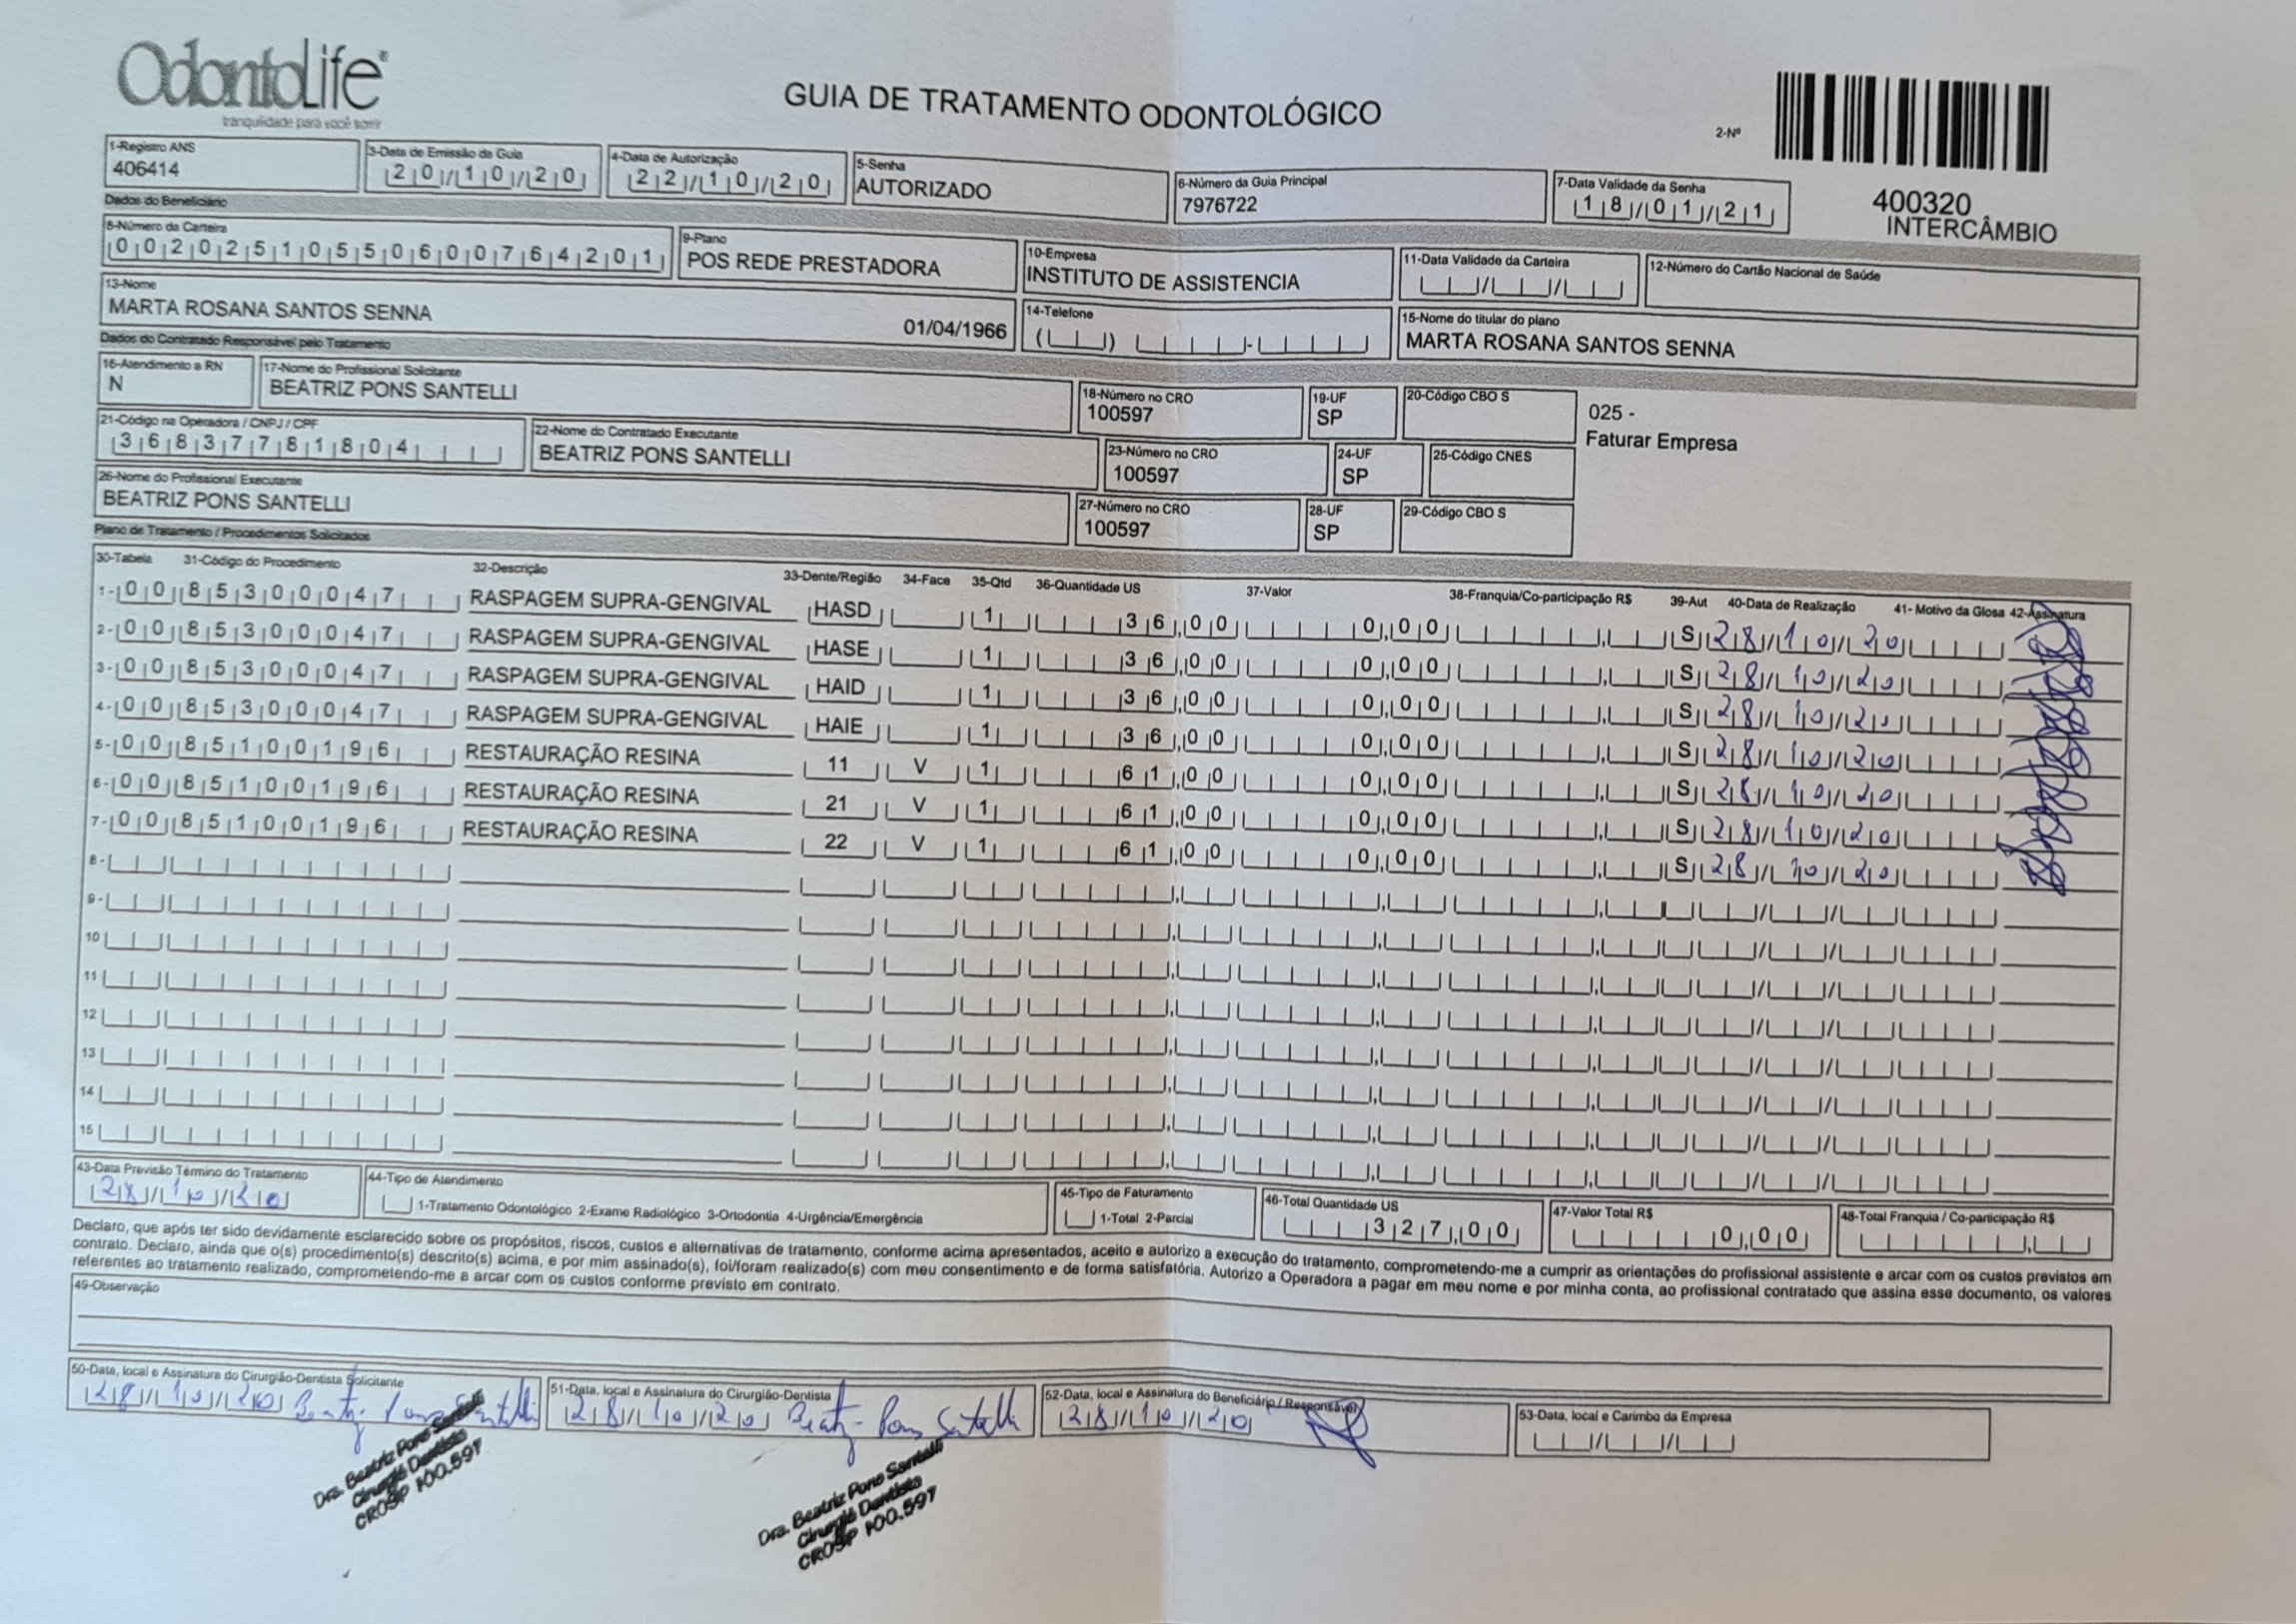 OdontoLife®
tranquilidade para você sorrir
GUIA DE TRATAMENTO ODONTOLÓGICO
2-Nº
400320
INTERCÂMBIO
1-Registro ANS
406414
3-Data de Emissão da Guia
20/10/20
4-Data de Autorização
22/10/20
5-Senha
AUTORIZADO
6-Número da Guia Principal
7976722
7-Data Validade da Senha
18/01/21
Dados do Beneficiário
8-Número da Carteira
00202510550600764201
9-Plano
POS REDE PRESTADORA
10-Empresa
INSTITUTO DE ASSISTENCIA
11-Data Validade da Carteira
12-Número do Cartão Nacional de Saúde
13-Nome
MARTA ROSANA SANTOS SENNA 01/04/1966
14-Telefone
15-Nome do titular do plano
MARTA ROSANA SANTOS SENNA
Dados do Contratado Responsável pelo Tratamento
16-Atendimento a RN
N
17-Nome do Profissional Solicitante
BEATRIZ PONS SANTELLI
18-Número no CRO
100597
19-UF
SP
20-Código CBO S
025 -
Faturar Empresa
21-Código na Operadora / CNPJ / CPF
36837781804
22-Nome do Contratado Executante
BEATRIZ PONS SANTELLI
23-Número no CRO
100597
24-UF
SP
25-Código CNES
26-Nome do Profissional Executante
BEATRIZ PONS SANTELLI
27-Número no CRO
100597
28-UF
SP
29-Código CBO S
Plano de Tratamento / Procedimentos Solicitados
30-Tabela 31-Código do Procedimento 32-Descrição 33-Dente/Região 34-Face 35-Qtd 36-Quantidade US 37-Valor 38-Franquia/Co-participação R$ 39-Aut 40-Data de Realização 41- Motivo da Glosa 42-Assinatura
1- 00 85300047 RASPAGEM SUPRA-GENGIVAL HASD 1 36,00 0,00 S 28/10/20
2- 00 85300047 RASPAGEM SUPRA-GENGIVAL HASE 1 36,00 0,00 S 28/10/20
3- 00 85300047 RASPAGEM SUPRA-GENGIVAL HAID 1 36,00 0,00 S 28/10/20
4- 00 85300047 RASPAGEM SUPRA-GENGIVAL HAIE 1 36,00 0,00 S 28/10/20
5- 00 85100196 RESTAURAÇÃO RESINA 11 V 1 61,00 0,00 S 28/10/20
6- 00 85100196 RESTAURAÇÃO RESINA 21 V 1 61,00 0,00 S 28/10/20
7- 00 85100196 RESTAURAÇÃO RESINA 22 V 1 61,00 0,00 S 28/10/20
8-
9-
10
11
12
13
14
15
43-Data Previsão Término do Tratamento
28/10/20
44-Tipo de Atendimento
1-Tratamento Odontológico 2-Exame Radiológico 3-Ortodontia 4-Urgência/Emergência
45-Tipo de Faturamento
1-Total 2-Parcial
46-Total Quantidade US
327,00
47-Valor Total R$
0,00
48-Total Franquia / Co-participação R$
Declaro, que após ter sido devidamente esclarecido sobre os propósitos, riscos, custos e alternativas de tratamento, conforme acima apresentados, aceito e autorizo a execução do tratamento, comprometendo-me a cumprir as orientações do profissional assistente e arcar com os custos previstos em
contrato. Declaro, ainda que o(s) procedimento(s) descrito(s) acima, e por mim assinado(s), foi/foram realizado(s) com meu consentimento e de forma satisfatória. Autorizo a Operadora a pagar em meu nome e por minha conta, ao profissional contratado que assina esse documento, os valores
referentes ao tratamento realizado, comprometendo-me a arcar com os custos conforme previsto em contrato.
49-Observação
50-Data, local e Assinatura do Cirurgião-Dentista Solicitante
28/10/20 Beatriz Pons Santelli
51-Data, local e Assinatura do Cirurgião-Dentista
28/10/20 Beatriz Pons Santelli
52-Data, local e Assinatura do Beneficiário / Responsável
28/10/20
53-Data, local e Carimbo da Empresa
Dra. Beatriz Pons Santelli
Cirurgiã Dentista
CROSP 100.597
Dra. Beatriz Pons Santelli
Cirurgiã Dentista
CROSP 100.597